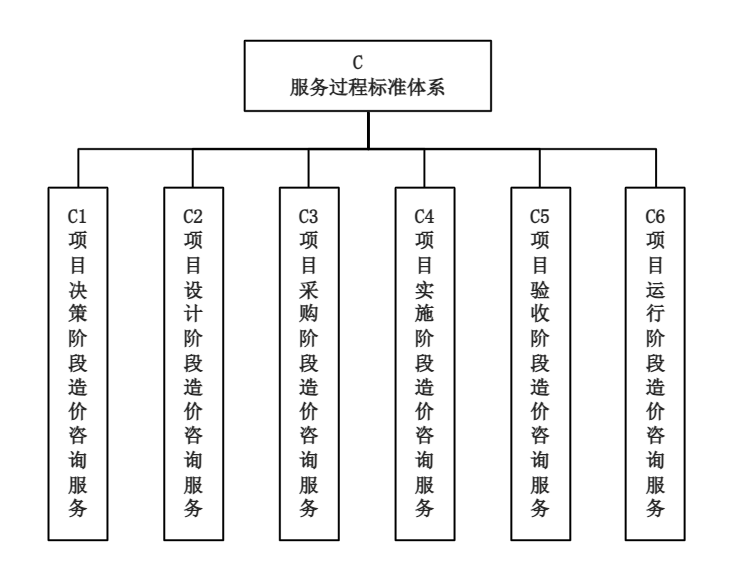 C
服务过程标准体系
C1
项目决策阶段造价咨询服务
C2
项目设计阶段造价咨询服务
C3
项目采购阶段造价咨询服务
C4
项目实施阶段造价咨询服务
C5
项目验收阶段造价咨询服务
C6
项目运行阶段造价咨询服务